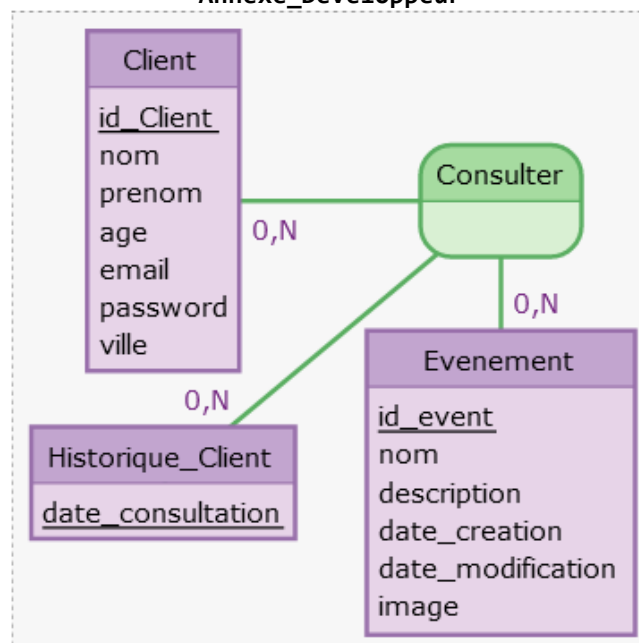 Annexe_Developpeur
Client
id_Client
nom
prenom
age
email
password
ville
0,N
Consulter
0,N
0,N
Historique_Client
date_consultation
Evenement
id_event
nom
description
date_creation
date_modification
image